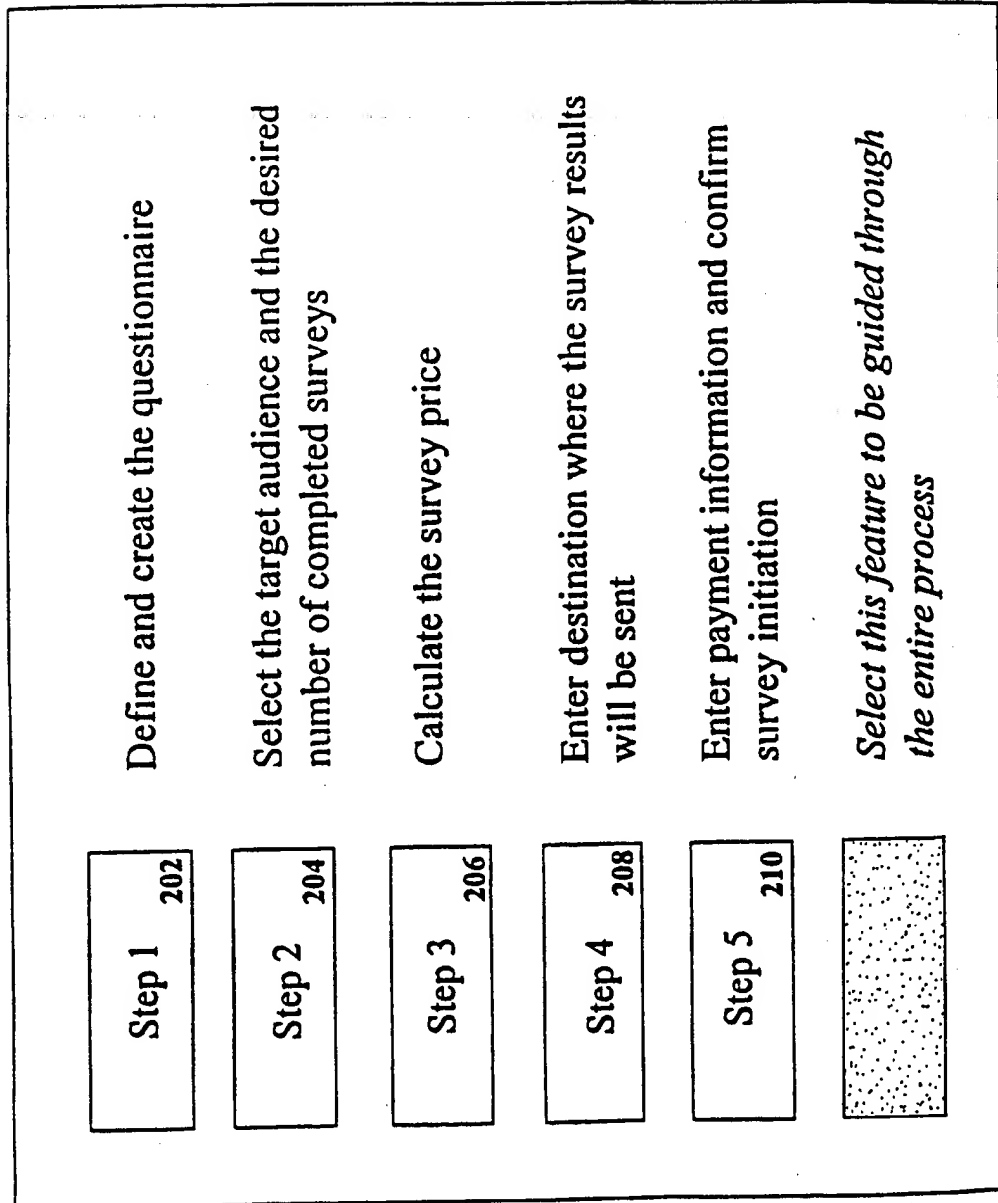 Step 1
202
Define and create the questionnaire
Step 2
204
Select the target audience and the desired
number of completed surveys
Step 3
206
Calculate the survey price
Step 4
208
Enter destination where the survey results
will be sent
Step 5
210
Enter payment information and confirm
survey initiation
Select this feature to be guided through
the entire process